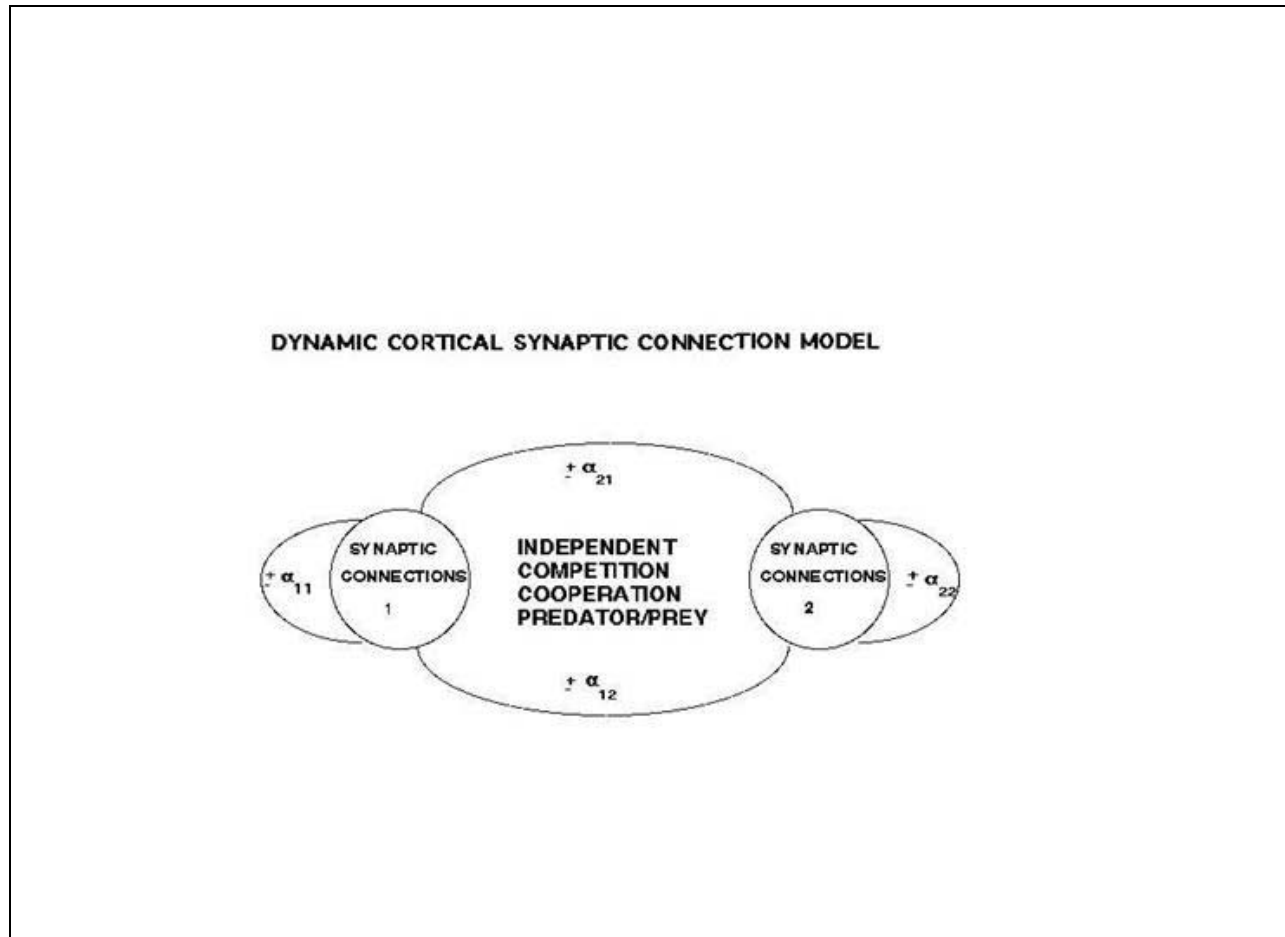 DYNAMIC CORTICAL SYNAPTIC CONNECTION MODEL
± α21
± α11
SYNAPTIC
CONNECTIONS
1
INDEPENDENT
COMPETITION
COOPERATION
PREDATOR/PREY
SYNAPTIC
CONNECTIONS
2
± α22
± α12